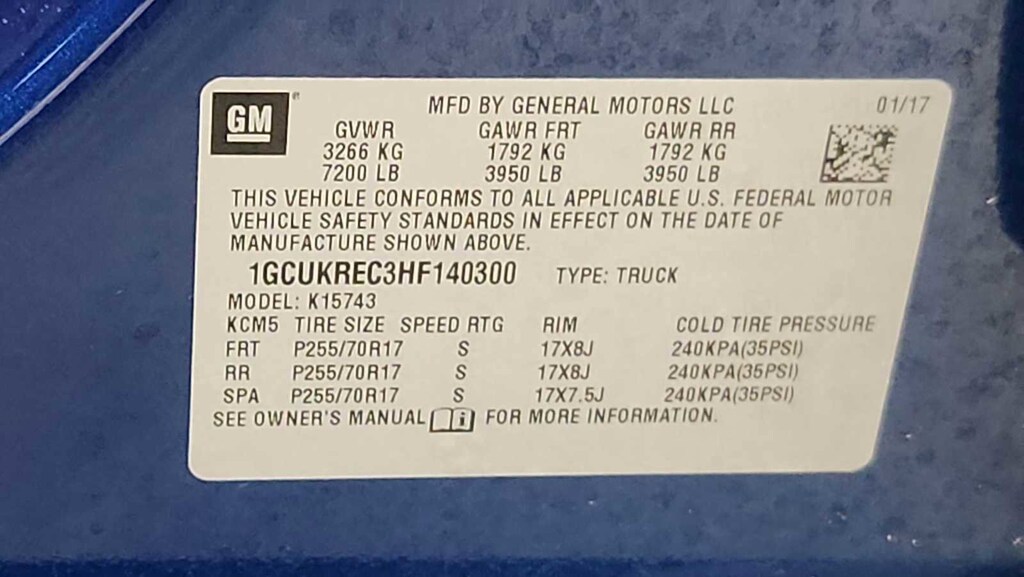 GM
MFD BY GENERAL MOTORS LLC 01/17
GVWR GAWR FRT GAWR RR
3266 KG 1792 KG 1792 KG
7200 LB 3950 LB 3950 LB
THIS VEHICLE CONFORMS TO ALL APPLICABLE U.S. FEDERAL MOTOR
VEHICLE SAFETY STANDARDS IN EFFECT ON THE DATE OF
MANUFACTURE SHOWN ABOVE.
1GCUKREC3HF140300 TYPE: TRUCK
MODEL: K15743
KCM5 TIRE SIZE SPEED RTG RIM COLD TIRE PRESSURE
FRT P255/70R17 S 17X8J 240KPA(35PSI)
RR P255/70R17 S 17X8J 240KPA(35PSI)
SPA P255/70R17 S 17X7.5J 240KPA(35PSI)
SEE OWNER'S MANUAL i FOR MORE INFORMATION.